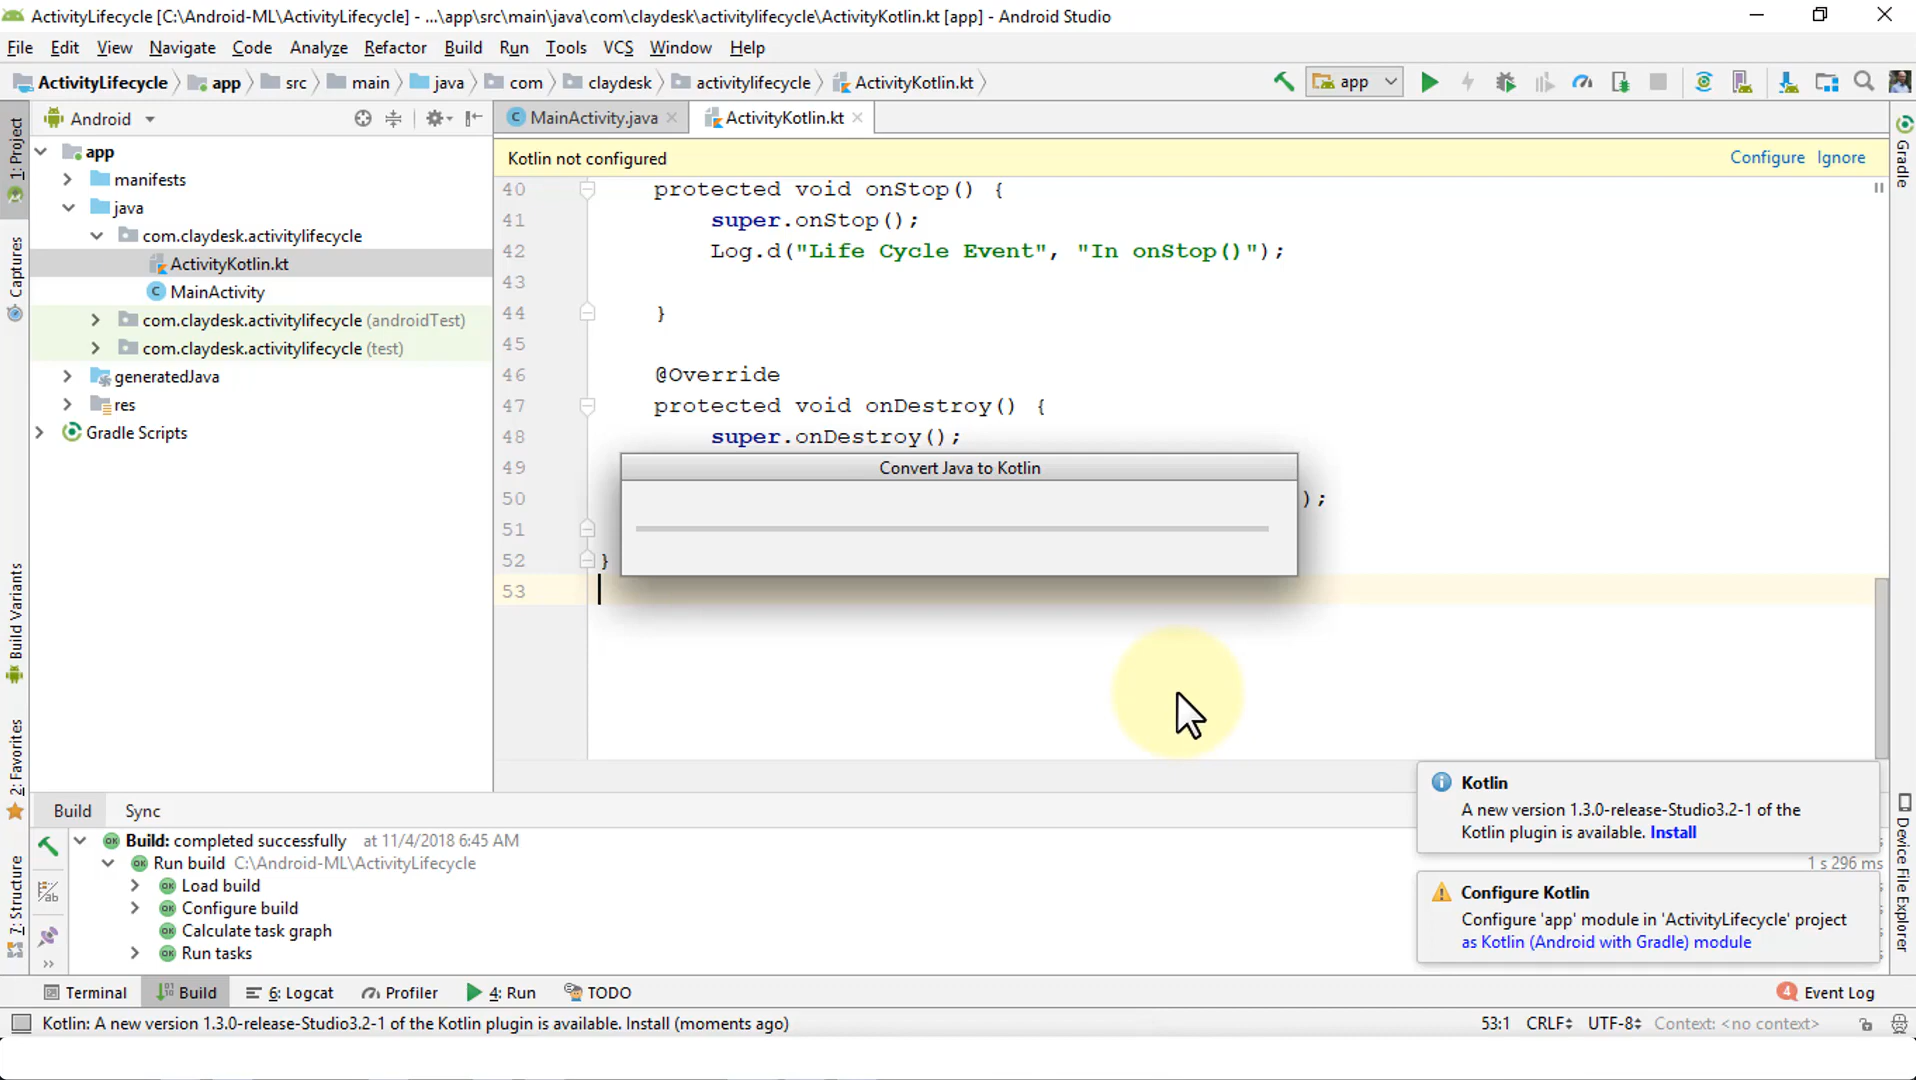 ActivityLifecycle [C:\Android-ML\ActivityLifecycle] - ...\app\src\main\java\com\claydesk\activitylifecycle\ActivityKotlin.kt [app] - Android Studio
File Edit View Navigate Code Analyze Refactor Build Run Tools VCS Window Help
ActivityLifecycle app src main java com claydesk activitylifecycle ActivityKotlin.kt app
1: Project
Captures
Build Variants
2: Favorites
7: Structure
Android
app
manifests
java
com.claydesk.activitylifecycle
ActivityKotlin.kt
MainActivity
com.claydesk.activitylifecycle (androidTest)
com.claydesk.activitylifecycle (test)
generatedJava
res
Gradle Scripts
MainActivity.java ActivityKotlin.kt
Kotlin not configured Configure Ignore
40 protected void onStop() {
41 super.onStop();
42 Log.d("Life Cycle Event", "In onStop()");
43
44 }
45
46 @Override
47 protected void onDestroy() {
48 super.onDestroy();
49
50 );
51
52 }
53
Convert Java to Kotlin
Gradle
Device File Explorer
Build Sync
Build: completed successfully at 11/4/2018 6:45 AM
Run build C:\Android-ML\ActivityLifecycle
1 s 296 ms
Load build
Configure build
Calculate task graph
Run tasks
Kotlin
A new version 1.3.0-release-Studio3.2-1 of the
Kotlin plugin is available. Install
Configure Kotlin
Configure 'app' module in 'ActivityLifecycle' project
as Kotlin (Android with Gradle) module
Terminal Build 6: Logcat Profiler 4: Run TODO 4 Event Log
Kotlin: A new version 1.3.0-release-Studio3.2-1 of the Kotlin plugin is available. Install (moments ago) 53:1 CRLF UTF-8 Context: <no context>